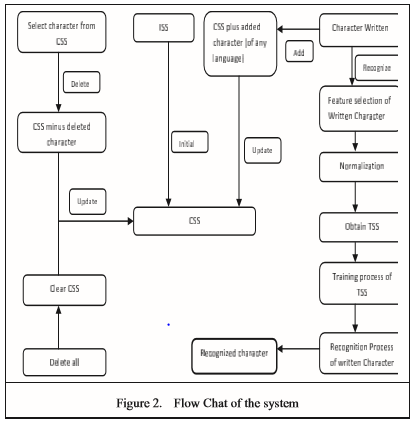 Select character from
CSS
ISS
CSS plus added
character |of any
language|
Character Written
Add
Recognize
Delete
Feature selection of
Written Character
CSS minus deleted
character
Initial
Update
Normalization
Update
CSS
Obtain TSS
Training process of
TSS
Clear CSS
Recognized character
Recognition Process
of written Character
Delete all
Figure 2. Flow Chat of the system